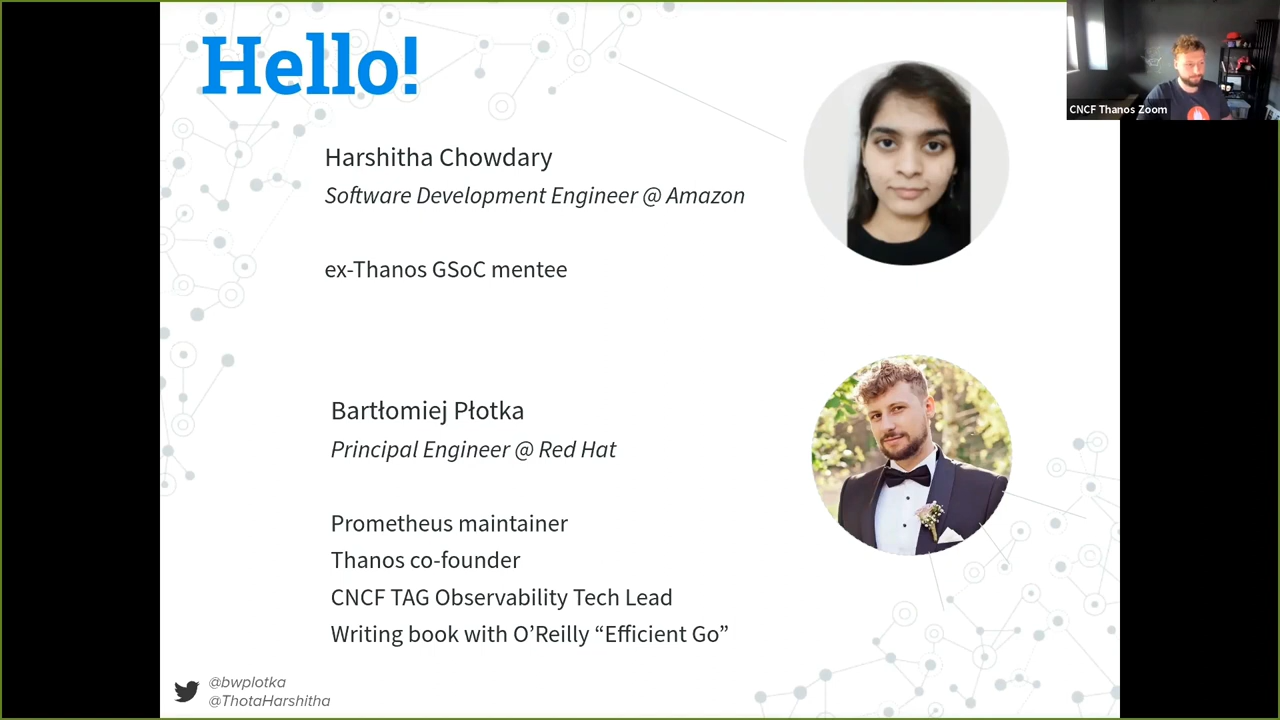 Hello!
Harshitha Chowdary
Software Development Engineer @ Amazon
ex-Thanos GSoC mentee
Bartłomiej Płotka
Principal Engineer @ Red Hat
Prometheus maintainer
Thanos co-founder
CNCF TAG Observability Tech Lead
Writing book with O’Reilly “Efficient Go”
@bwplotka
@ThotaHarshitha
CNCF Thanos Zoom